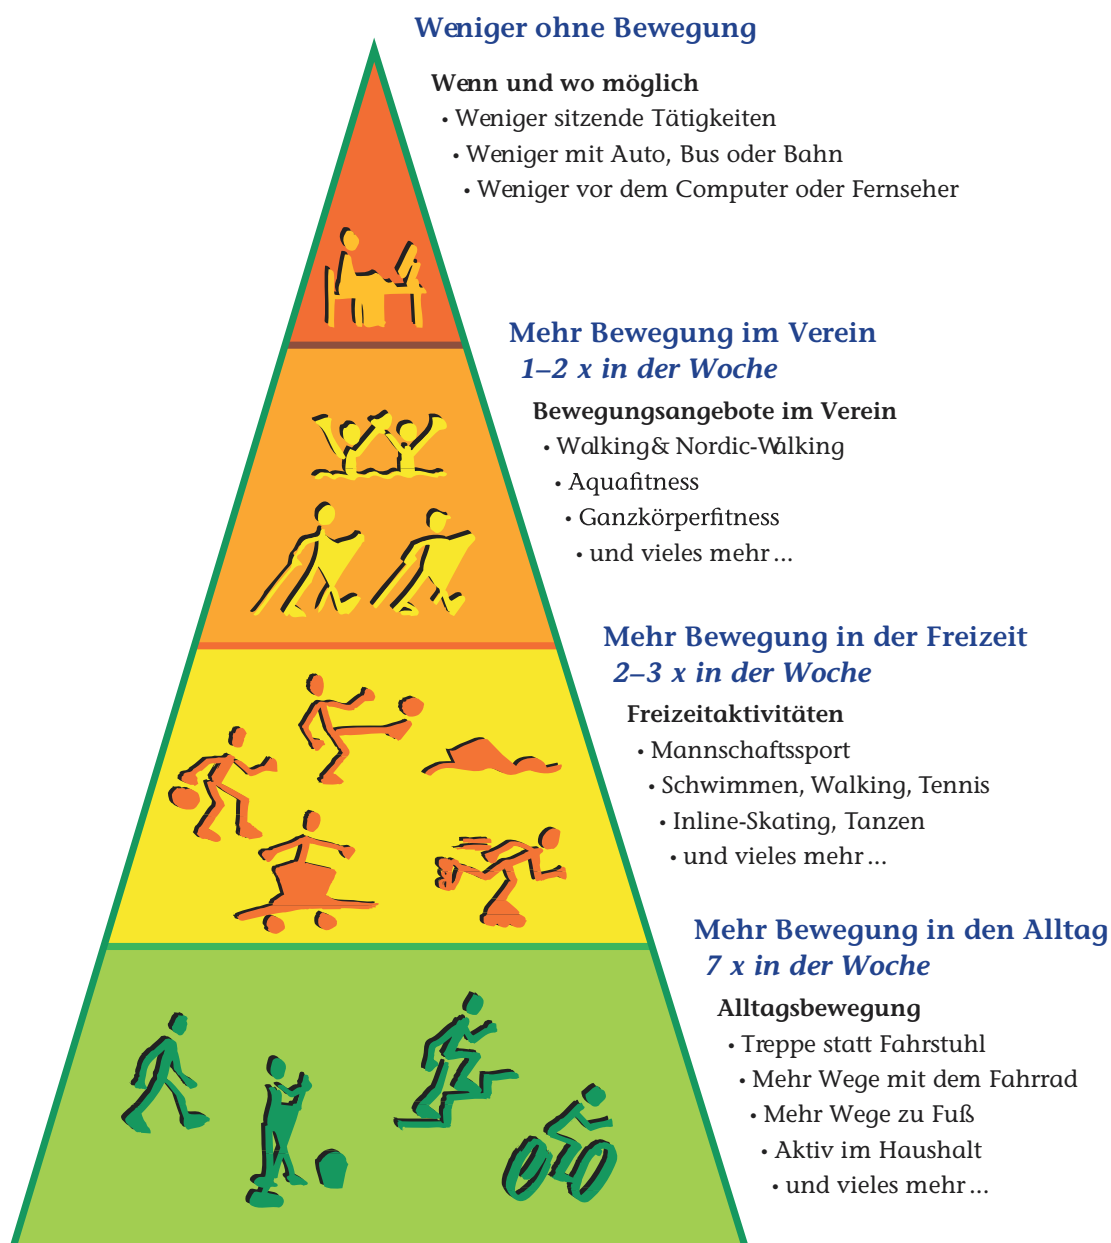 Weniger ohne Bewegung
Wenn und wo möglich
• Weniger sitzende Tätigkeiten
• Weniger mit Auto, Bus oder Bahn
• Weniger vor dem Computer oder Fernseher
Mehr Bewegung im Verein
1–2 x in der Woche
Bewegungsangebote im Verein
• Walking & Nordic-Walking
• Aquafitness
• Ganzkörperfitness
• und vieles mehr ...
Mehr Bewegung in der Freizeit
2–3 x in der Woche
Freizeitaktivitäten
• Mannschaftssport
• Schwimmen, Walking, Tennis
• Inline-Skating, Tanzen
• und vieles mehr ...
Mehr Bewegung in den Alltag
7 x in der Woche
Alltagsbewegung
• Treppe statt Fahrstuhl
• Mehr Wege mit dem Fahrrad
• Mehr Wege zu Fuß
• Aktiv im Haushalt
• und vieles mehr ...